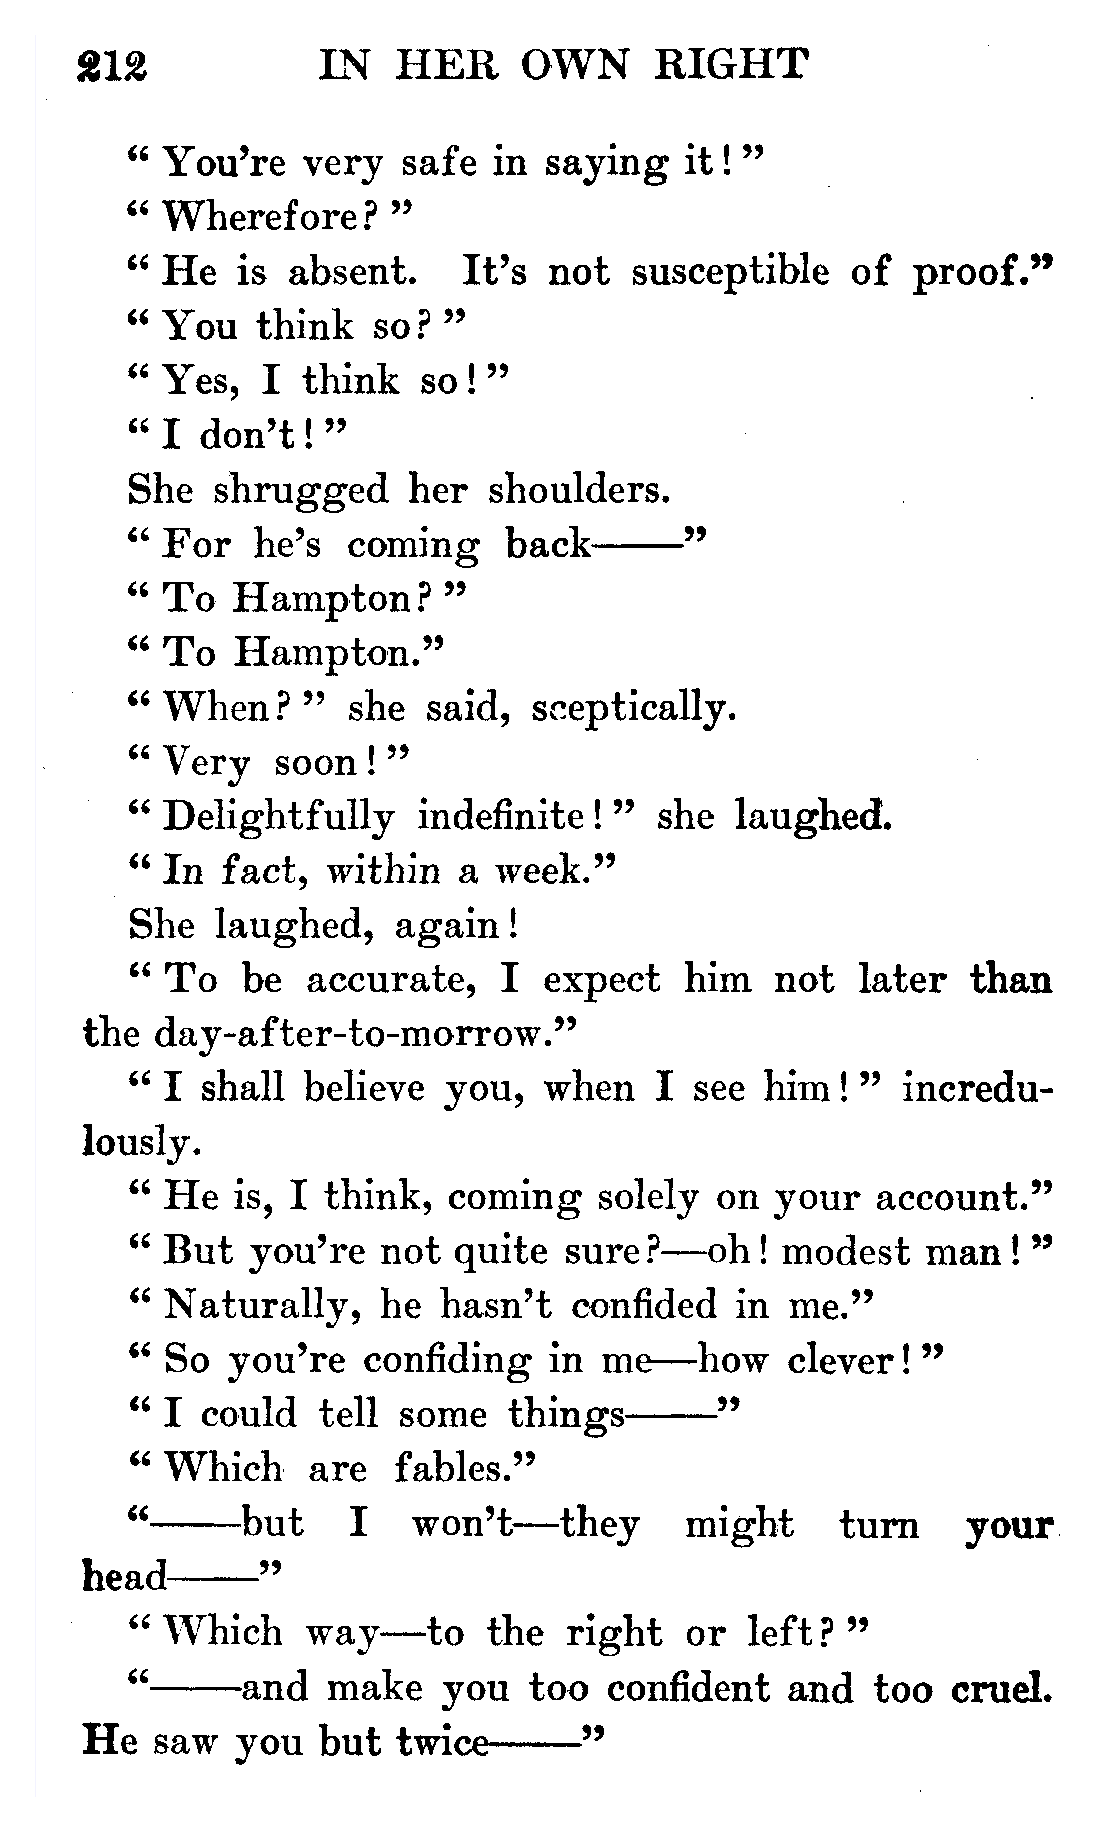 212 IN HER OWN RIGHT
“ You’re very safe in saying it ! ”
“ Wherefore? ”
“ He is absent. It’s not susceptible of proof.”
“ You think so? ”
“ Yes, I think so ! ”
“ I don’t ! ”
She shrugged her shoulders.
“ For he’s coming back——”
“ To Hampton? ”
“ To Hampton.”
“ When? ” she said, sceptically.
“ Very soon ! ”
“ Delightfully indefinite ! ” she laughed.
“ In fact, within a week.”
She laughed, again !
“ To be accurate, I expect him not later than
the day-after-to-morrow.”
“ I shall believe you, when I see him ! ” incredu-
lously.
“ He is, I think, coming solely on your account.”
“ But you’re not quite sure?—oh ! modest man ! ”
“ Naturally, he hasn’t confided in me.”
“ So you’re confiding in me—how clever ! ”
“ I could tell some things——”
“ Which are fables.”
“——but I won’t—they might turn your
head——”
“ Which way—to the right or left? ”
“——and make you too confident and too cruel.
He saw you but twice——”